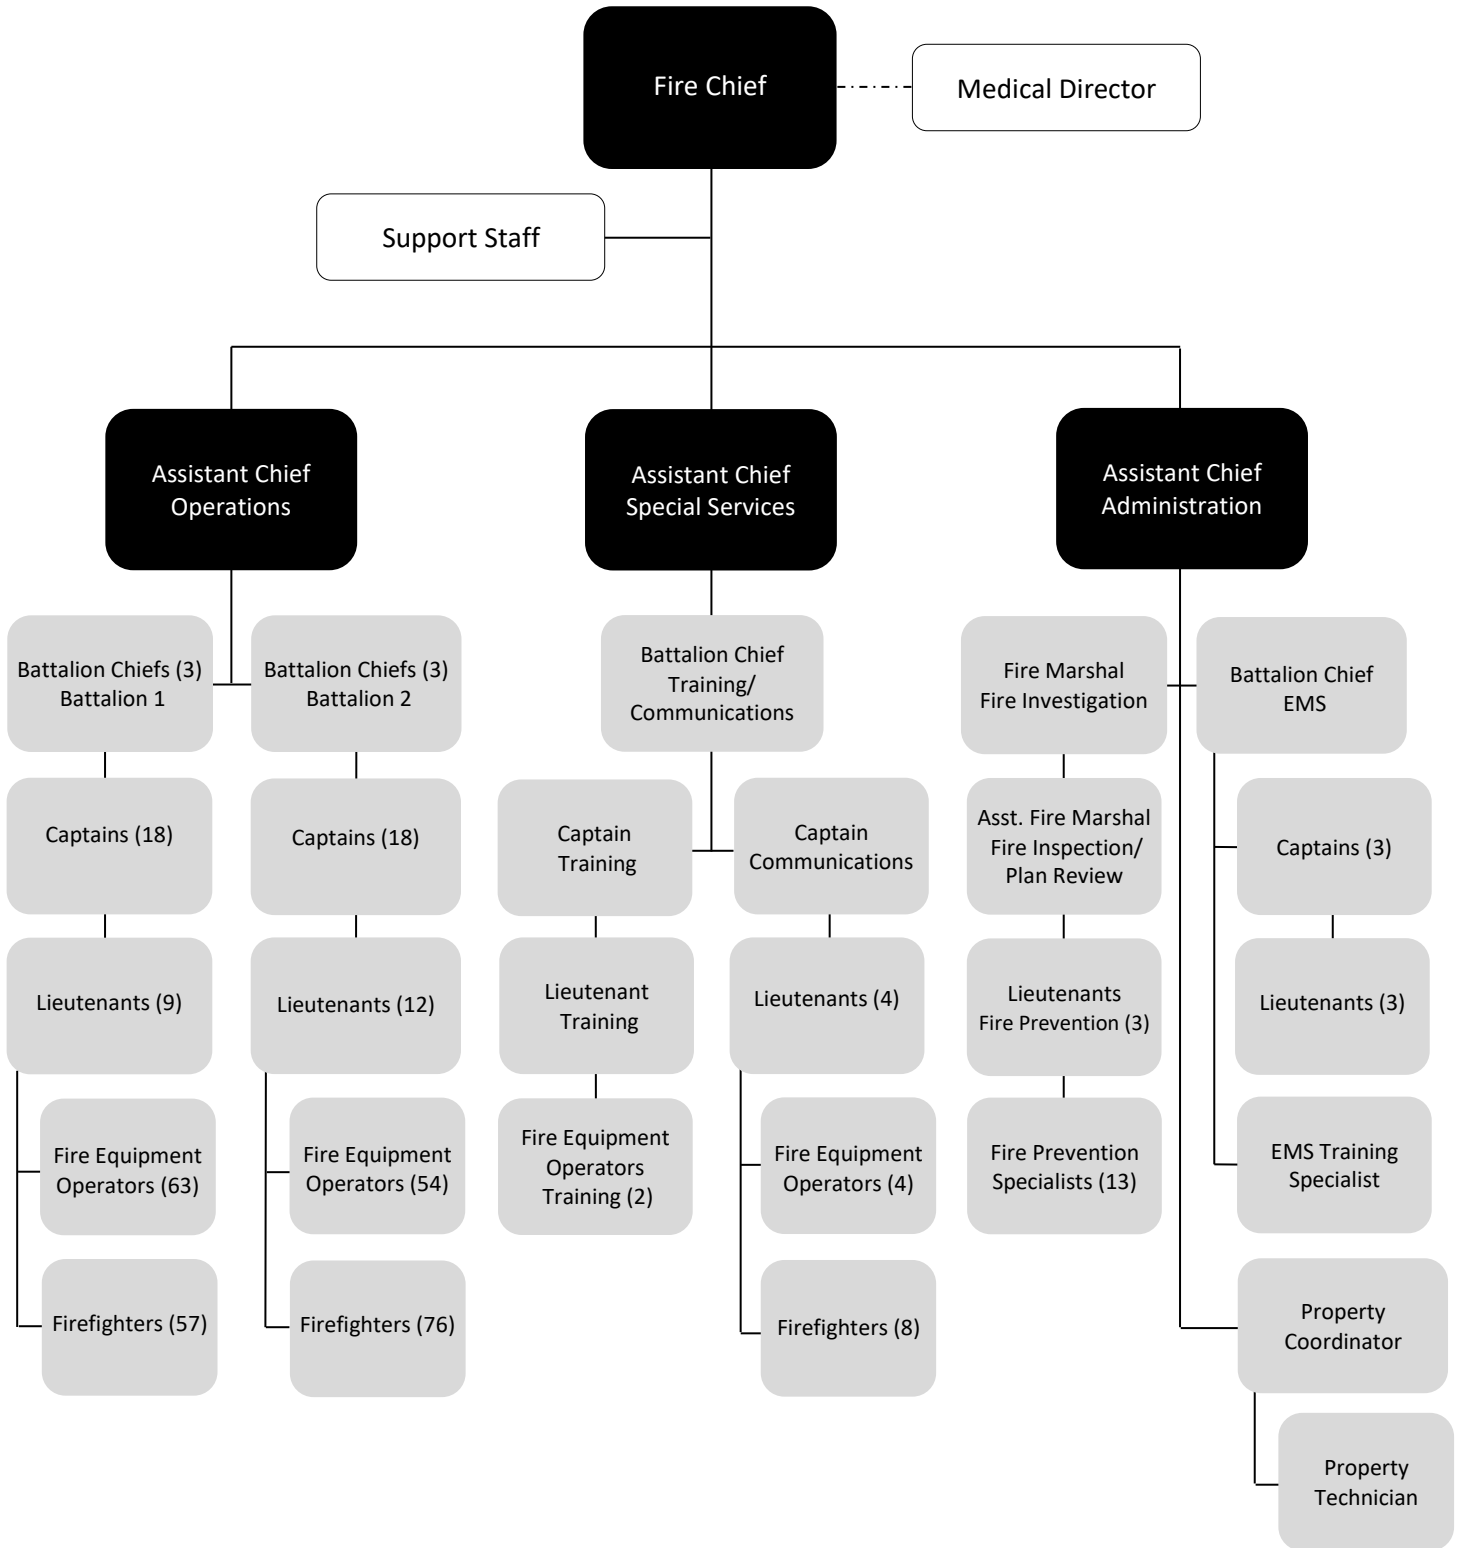 Fire Chief
Medical Director
Support Staff
Assistant Chief
Operations
Assistant Chief
Special Services
Assistant Chief
Administration
Battalion Chiefs (3)
Battalion 1
Battalion Chiefs (3)
Battalion 2
Battalion Chief
Training/
Communications
Fire Marshal
Fire Investigation
Battalion Chief
EMS
Captains (18)
Captains (18)
Captain
Training
Captain
Communications
Asst. Fire Marshal
Fire Inspection/
Plan Review
Captains (3)
Lieutenants (9)
Lieutenants (12)
Lieutenant
Training
Lieutenants (4)
Lieutenants
Fire Prevention (3)
Lieutenants (3)
Fire Equipment
Operators (63)
Fire Equipment
Operators (54)
Fire Equipment
Operators
Training (2)
Fire Equipment
Operators (4)
Fire Prevention
Specialists (13)
EMS Training
Specialist
Firefighters (57)
Firefighters (76)
Firefighters (8)
Property
Coordinator
Property
Technician